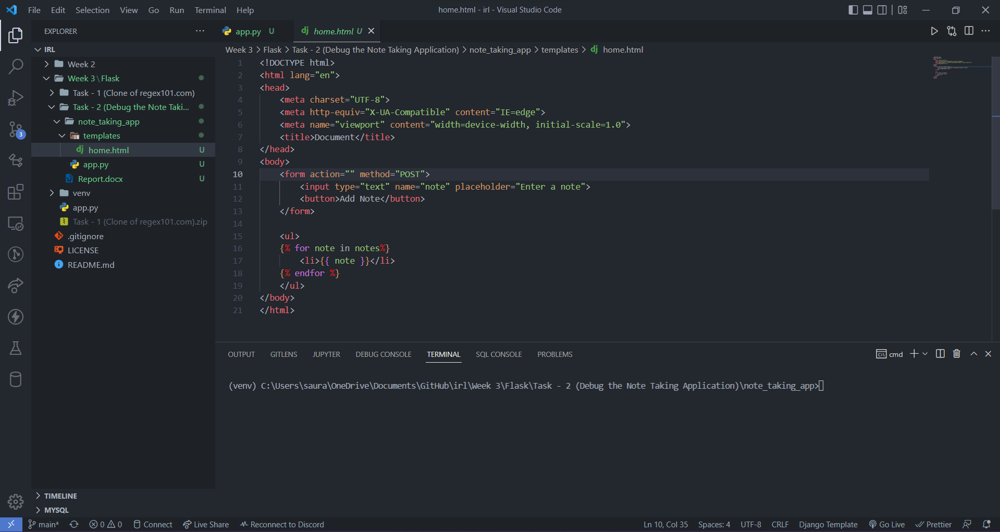 File Edit Selection View Go Run Terminal Help
home.html - irl - Visual Studio Code
EXPLORER
IRL
Week 2
Week 3 \ Flask
Task - 1 (Clone of regex101.com)
Task - 2 (Debug the Note Taki...
note_taking_app
templates
home.html U
app.py U
Report.docx U
venv
app.py
Task - 1 (Clone of regex101.com).zip
.gitignore
LICENSE
README.md
TIMELINE
MYSQL
3
app.py U
home.html U
Week 3 > Flask > Task - 2 (Debug the Note Taking Application) > note_taking_app > templates > home.html
1 <!DOCTYPE html>
2 <html lang="en">
3 <head>
4     <meta charset="UTF-8">
5     <meta http-equiv="X-UA-Compatible" content="IE=edge">
6     <meta name="viewport" content="width=device-width, initial-scale=1.0">
7     <title>Document</title>
8 </head>
9 <body>
10     <form action="" method="POST">
11         <input type="text" name="note" placeholder="Enter a note">
12         <button>Add Note</button>
13     </form>
14
15     <ul>
16     {% for note in notes%}
17         <li>{{ note }}</li>
18     {% endfor %}
19     </ul>
20 </body>
21 </html>
OUTPUT GITLENS JUPYTER DEBUG CONSOLE TERMINAL SQL CONSOLE PROBLEMS
cmd
(venv) C:\Users\saura\OneDrive\Documents\GitHub\irl\Week 3\Flask\Task - 2 (Debug the Note Taking Application)\note_taking_app>
main* 0 0 Connect Live Share Reconnect to Discord
Ln 10, Col 35 Spaces: 4 UTF-8 CRLF Django Template Go Live Prettier